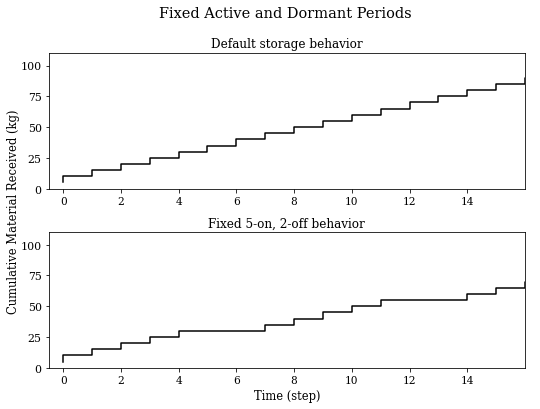 Fixed Active and Dormant Periods
Default storage behavior
100
75
50
25
0
0 2 4 6 8 10 12 14
Cumulative Material Received (kg)
Fixed 5-on, 2-off behavior
100
75
50
25
0
0 2 4 6 8 10 12 14
Time (step)